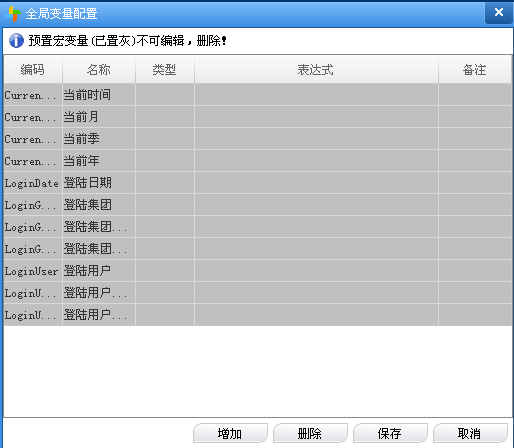 全局变量配置
预置宏变量(已置灰)不可编辑,删除!
编码 名称 类型 表达式 备注
Curren... 当前时间
Curren... 当前月
Curren... 当前季
Curren... 当前年
LoginDate 登陆日期
LoginG... 登陆集团
LoginG... 登陆集团...
LoginG... 登陆集团...
LoginUser 登陆用户
LoginU... 登陆用户...
LoginU... 登陆用户...
增加 删除 保存 取消